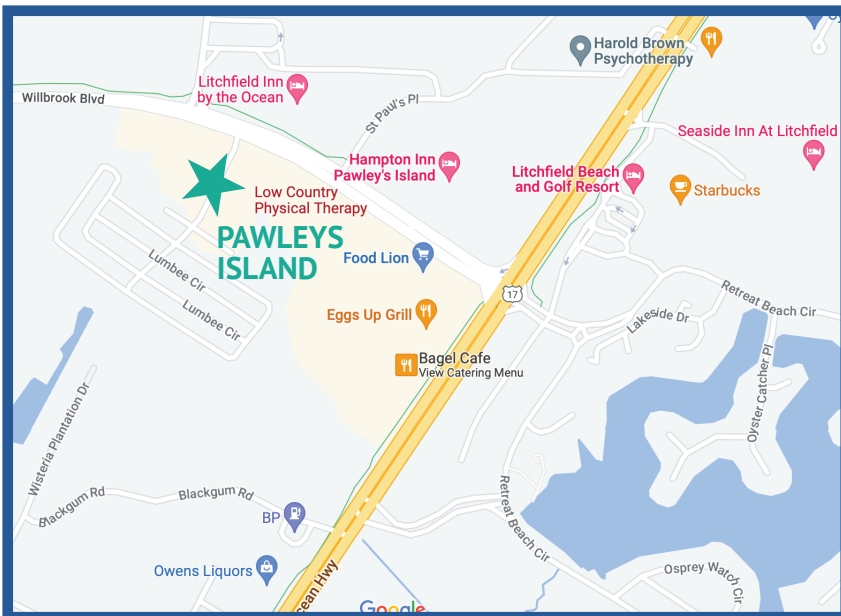 Harold Brown
Psychotherapy
Litchfield Inn
by the Ocean
Willbrook Blvd
St Paul's Pl
Seaside Inn At Litchfield
Hampton Inn
Pawley's Island
Litchfield Beach
and Golf Resort
Starbucks
Low Country
Physical Therapy
PAWLEYS
ISLAND
Food Lion
Lumbee Cir
Lumbee Cir
17
Retreat Beach Cir
Eggs Up Grill
Lakeside Dr
Bagel Cafe
View Catering Menu
Oyster Catcher Pl
Wisteria Plantation Dr
Blackgum Rd
Blackgum Rd
BP
Retreat Beach Cir
Owens Liquors
Osprey Watch Cir
Hwy
Google